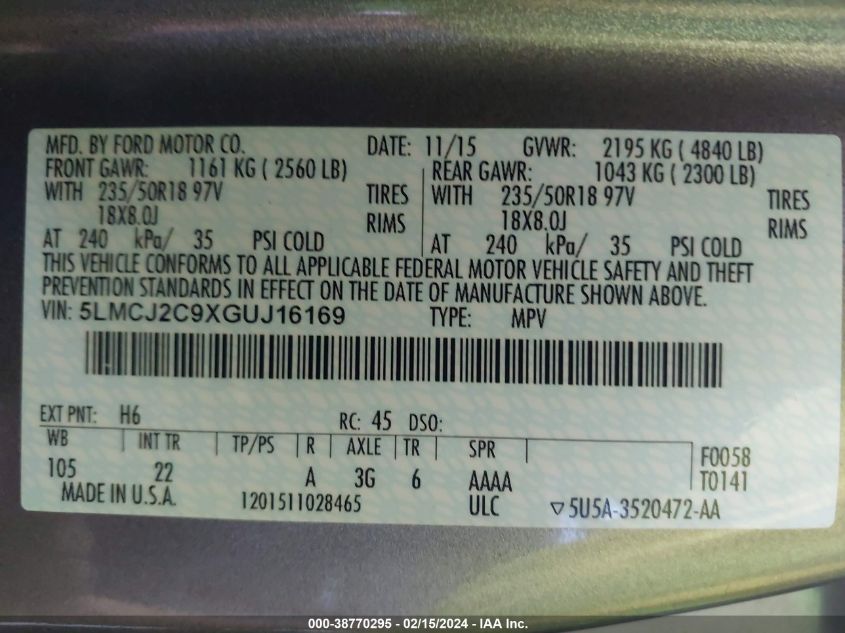 MFD. BY FORD MOTOR CO. DATE: 11/15 GVWR: 2195 KG ( 4840 LB)
FRONT GAWR: 1161 KG ( 2560 LB) REAR GAWR: 1043 KG ( 2300 LB)
WITH 235/50R18 97V TIRES WITH 235/50R18 97V TIRES
18X8.0J RIMS 18X8.0J RIMS
AT 240 kPa/ 35 PSI COLD AT 240 kPa/ 35 PSI COLD
THIS VEHICLE CONFORMS TO ALL APPLICABLE FEDERAL MOTOR VEHICLE SAFETY AND THEFT
PREVENTION STANDARDS IN EFFECT ON THE DATE OF MANUFACTURE SHOWN ABOVE.
VIN: 5LMCJ2C9XGUJ16169 TYPE: MPV
EXT PNT: H6 RC: 45 DSO:
WB INT TR TP/PS R AXLE TR SPR F0058
105 22 A 3G 6 AAAA T0141
MADE IN U.S.A. 1201511028465 ULC ▽5U5A-3520472-AA
000-38770295 - 02/15/2024 - IAA Inc.